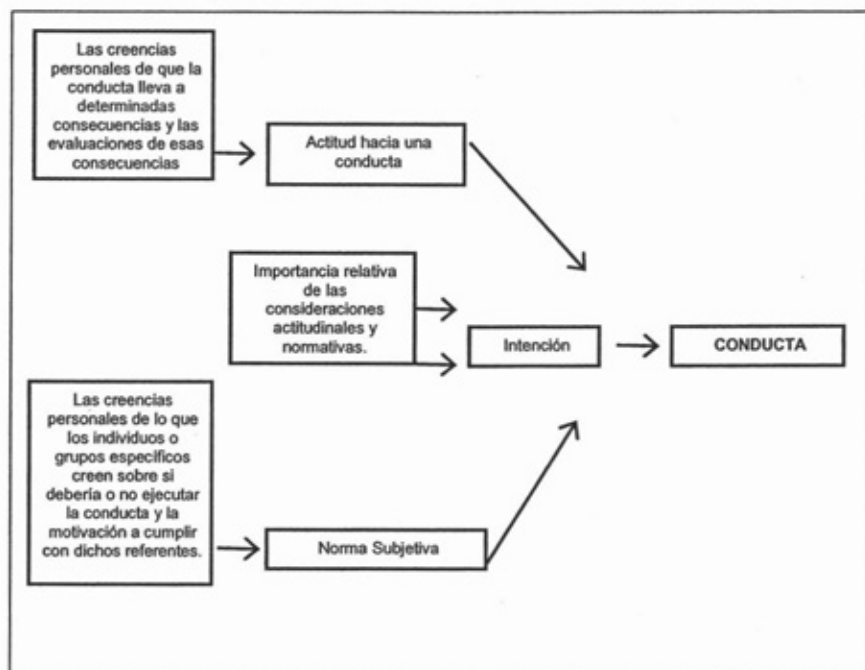 Las creencias
personales de que la
conducta lleva a
determinadas
consecuencias y las
evaluaciones de esas
consecuencias
Actitud hacia una
conducta
Importancia relativa
de las
consideraciones
actitudinales y
normativas.
Intención
CONDUCTA
Las creencias
personales de lo que
los individuos o
grupos específicos
creen sobre si
debería o no ejecutar
la conducta y la
motivación a cumplir
con dichos referentes.
Norma Subjetiva